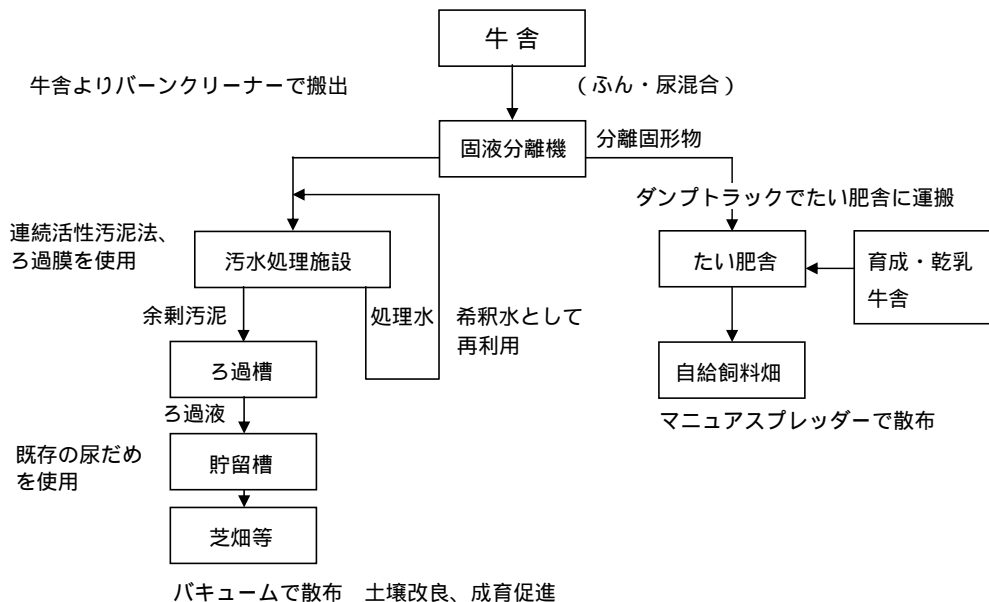 牛 舎
牛舎よりバーンクリーナーで搬出
(ふん・尿混合)
固液分離機
分離固形物
ダンプトラックでたい肥舎に運搬
連続活性汚泥法、
ろ過膜を使用
汚水処理施設
たい肥舎
育成・乾乳
牛舎
余剰汚泥
処理水
希釈水として
再利用
ろ過槽
自給飼料畑
ろ過液
マニュアスプレッダーで散布
既存の尿だめ
を使用
貯留槽
芝畑等
バキュームで散布 土壌改良、成育促進